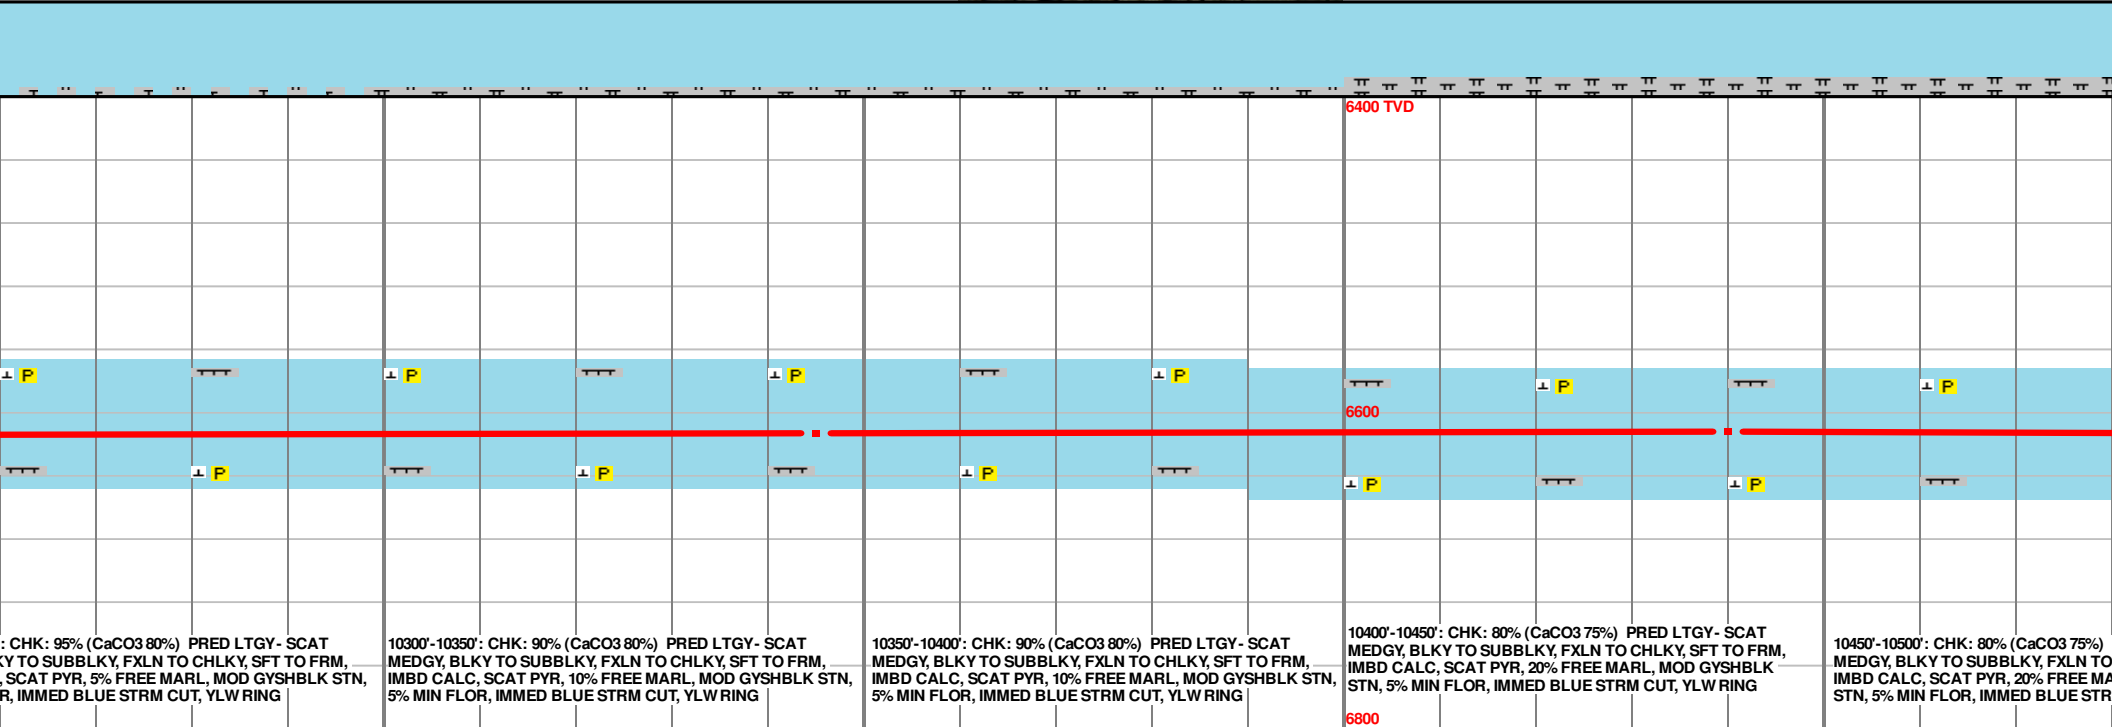 6400 TVD
P
P
P
P
P
P
6600
P
P
P
P
P
: CHK: 95% (CaCO3 80%) PRED LTGY- SCAT
KY TO SUBBLKY, FXLN TO CHLKY, SFT TO FRM,
, SCAT PYR, 5% FREE MARL, MOD GYSHBLK STN,
R, IMMED BLUE STRM CUT, YLW RING
10300'-10350': CHK: 90% (CaCO3 80%) PRED LTGY- SCAT
MEDGY, BLKY TO SUBBLKY, FXLN TO CHLKY, SFT TO FRM,
IMBD CALC, SCAT PYR, 10% FREE MARL, MOD GYSHBLK STN,
5% MIN FLOR, IMMED BLUE STRM CUT, YLW RING
10350'-10400': CHK: 90% (CaCO3 80%) PRED LTGY- SCAT
MEDGY, BLKY TO SUBBLKY, FXLN TO CHLKY, SFT TO FRM,
IMBD CALC, SCAT PYR, 10% FREE MARL, MOD GYSHBLK STN,
5% MIN FLOR, IMMED BLUE STRM CUT, YLW RING
10400'-10450': CHK: 80% (CaCO3 75%) PRED LTGY- SCAT
MEDGY, BLKY TO SUBBLKY, FXLN TO CHLKY, SFT TO FRM,
IMBD CALC, SCAT PYR, 20% FREE MARL, MOD GYSHBLK
STN, 5% MIN FLOR, IMMED BLUE STRM CUT, YLW RING
10450'-10500': CHK: 80% (CaCO3 75%)
MEDGY, BLKY TO SUBBLKY, FXLN TO
IMBD CALC, SCAT PYR, 20% FREE MA
STN, 5% MIN FLOR, IMMED BLUE STR
6800